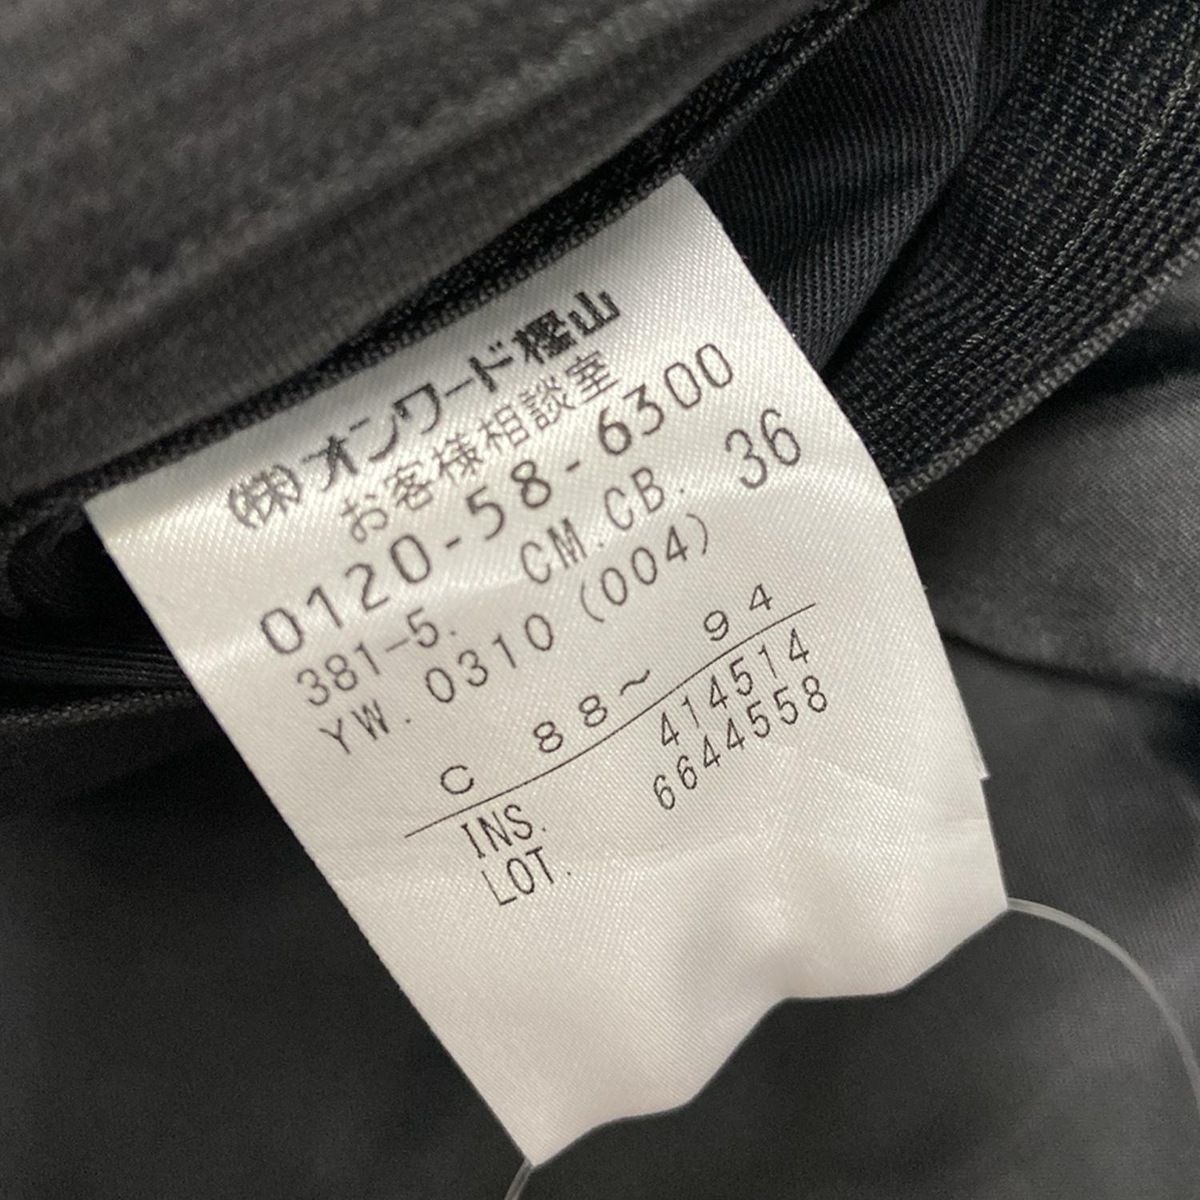 (株)オンワード樫山
お客様相談室
0120-58-6300
381-5. CM.CB. 36
YW. 0310 (004)
C 88~ 94
INS. 414514
LOT. 6644558